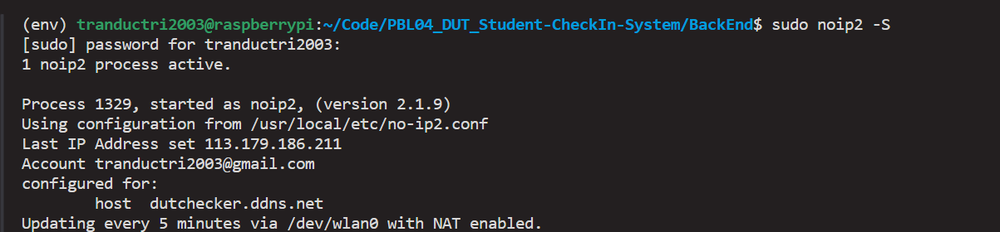 (env) tranductri2003@raspberrypi:~/Code/PBL04_DUT_Student-CheckIn-System/BackEnd$ sudo noip2 -S
[sudo] password for tranductri2003:
1 noip2 process active.

Process 1329, started as noip2, (version 2.1.9)
Using configuration from /usr/local/etc/no-ip2.conf
Last IP Address set 113.179.186.211
Account tranductri2003@gmail.com
configured for:
        host  dutchecker.ddns.net
Updating every 5 minutes via /dev/wlan0 with NAT enabled.